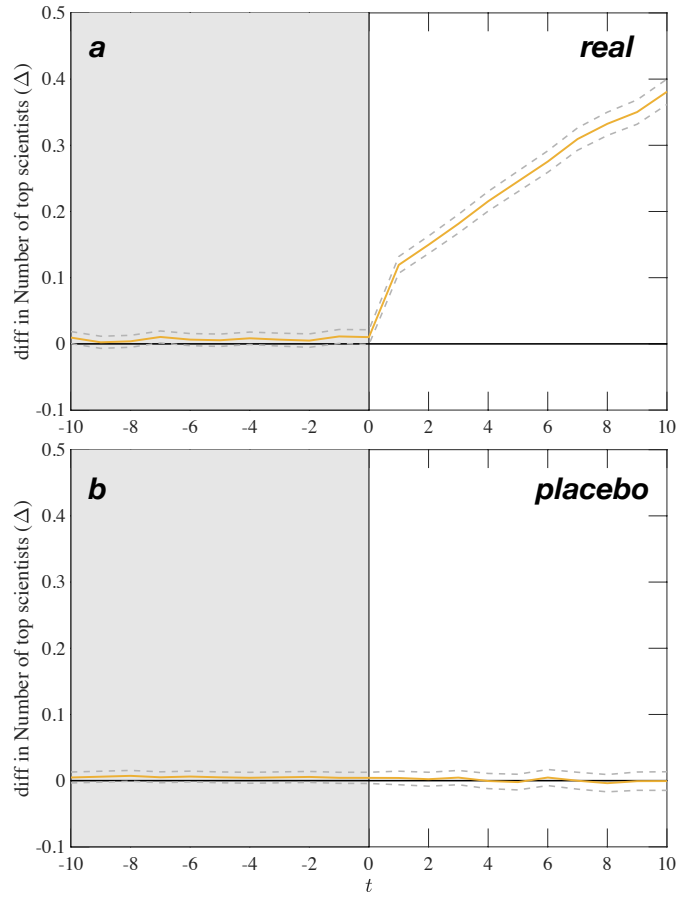 a
real
diff in Number of top scientists (Δ)
0.5
0.4
0.3
0.2
0.1
0
-0.1
-10 -8 -6 -4 -2 0 2 4 6 8 10
b
placebo
diff in Number of top scientists (Δ)
0.5
0.4
0.3
0.2
0.1
0
-0.1
-10 -8 -6 -4 -2 0 2 4 6 8 10
t